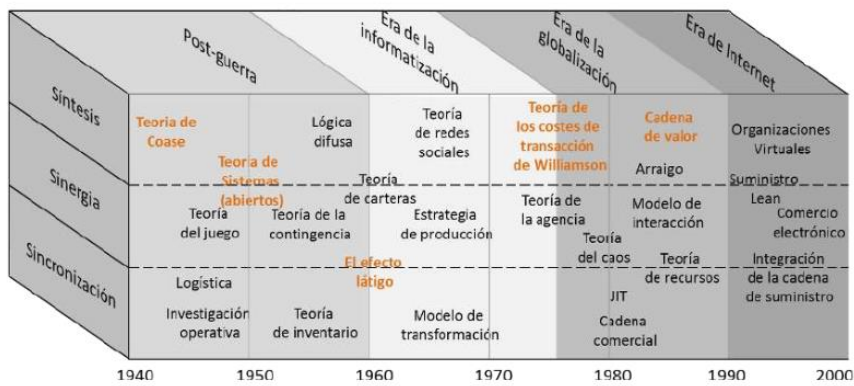 Post-guerra
Era de la
informatización
Era de la
globalización
Era de Internet
Síntesis
Sinergia
Sincronización
Teoria de
Coase
Teoría de
Sistemas
(abiertos)
Lógica
difusa
Teoría
de carteras
Teoría
de redes
sociales
Teoría de
los costes de
transacción
de Williamson
Cadena
de valor
Arraigo
Organizaciones
Virtuales
Suministro
Lean
Teoría
del juego
Teoría de la
contingencia
Estrategia
de producción
Teoría de
la agencia
Modelo de
interacción
Comercio
electrónico
Teoría
del caos
El efecto
látigo
Teoría
de recursos
Integración
de la cadena
de suministro
Logística
Investigación
operativa
Teoría
de inventario
Modelo de
transformación
JIT
Cadena
comercial
1940 1950 1960 1970 1980 1990 2000